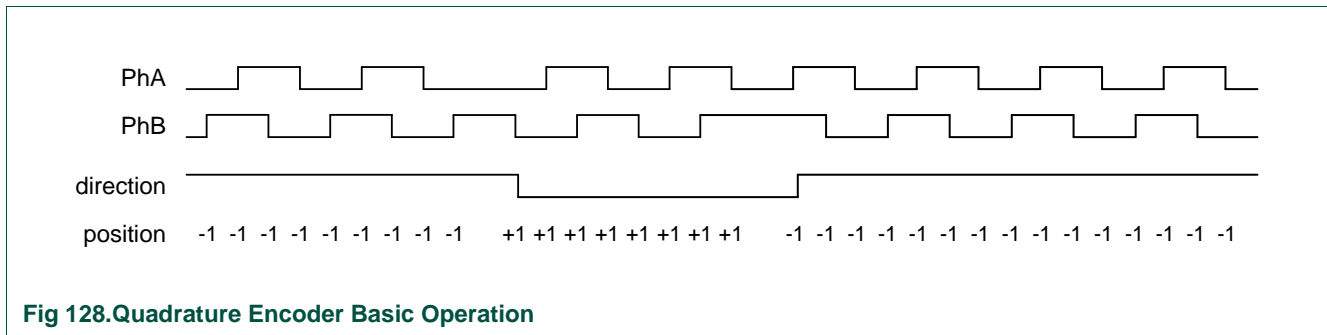 PhA
PhB
direction
position -1 -1 -1 -1 -1 -1 -1 -1 -1 +1 +1 +1 +1 +1 +1 +1 +1 -1 -1 -1 -1 -1 -1 -1 -1 -1 -1 -1 -1 -1 -1 -1
Fig 128.Quadrature Encoder Basic Operation